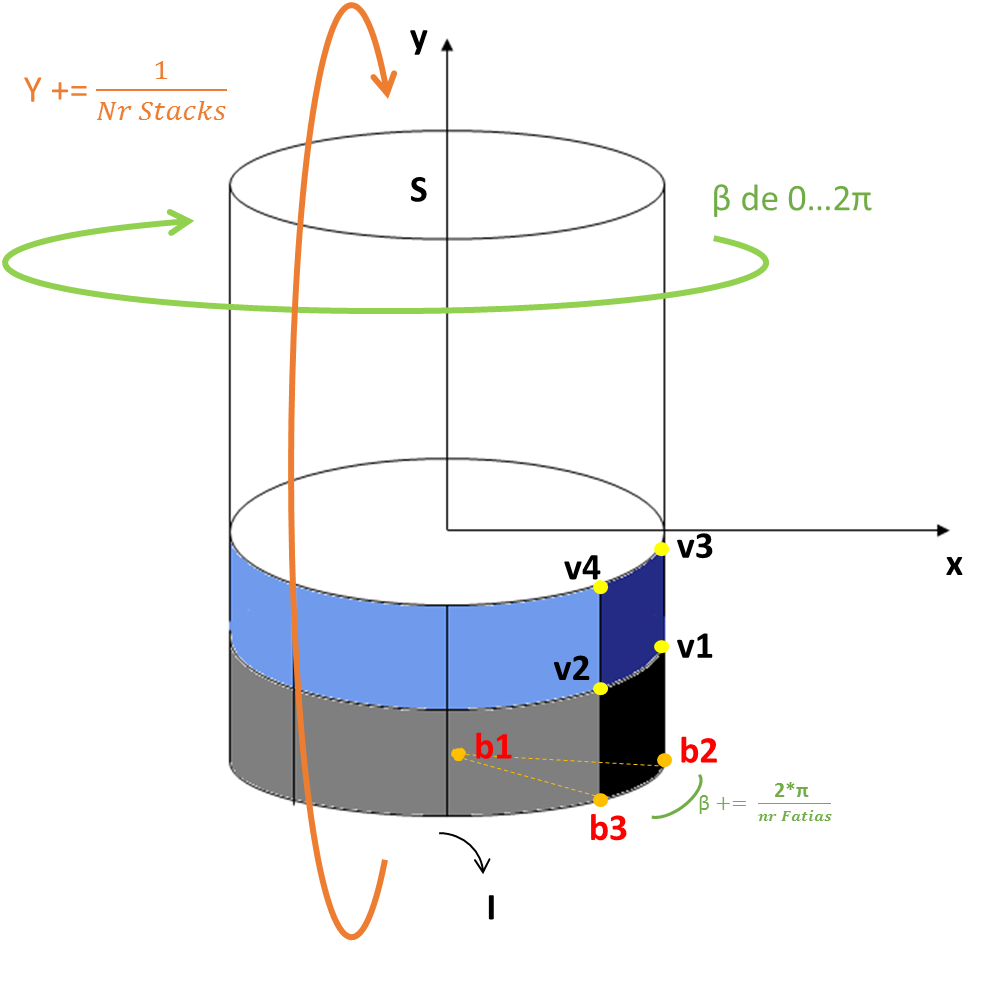 y
Y += 1
Nr Stacks
S
β de 0...2π
v3
v4
x
v1
v2
b1
b2
β += 2*π
nr Fatias
b3
I